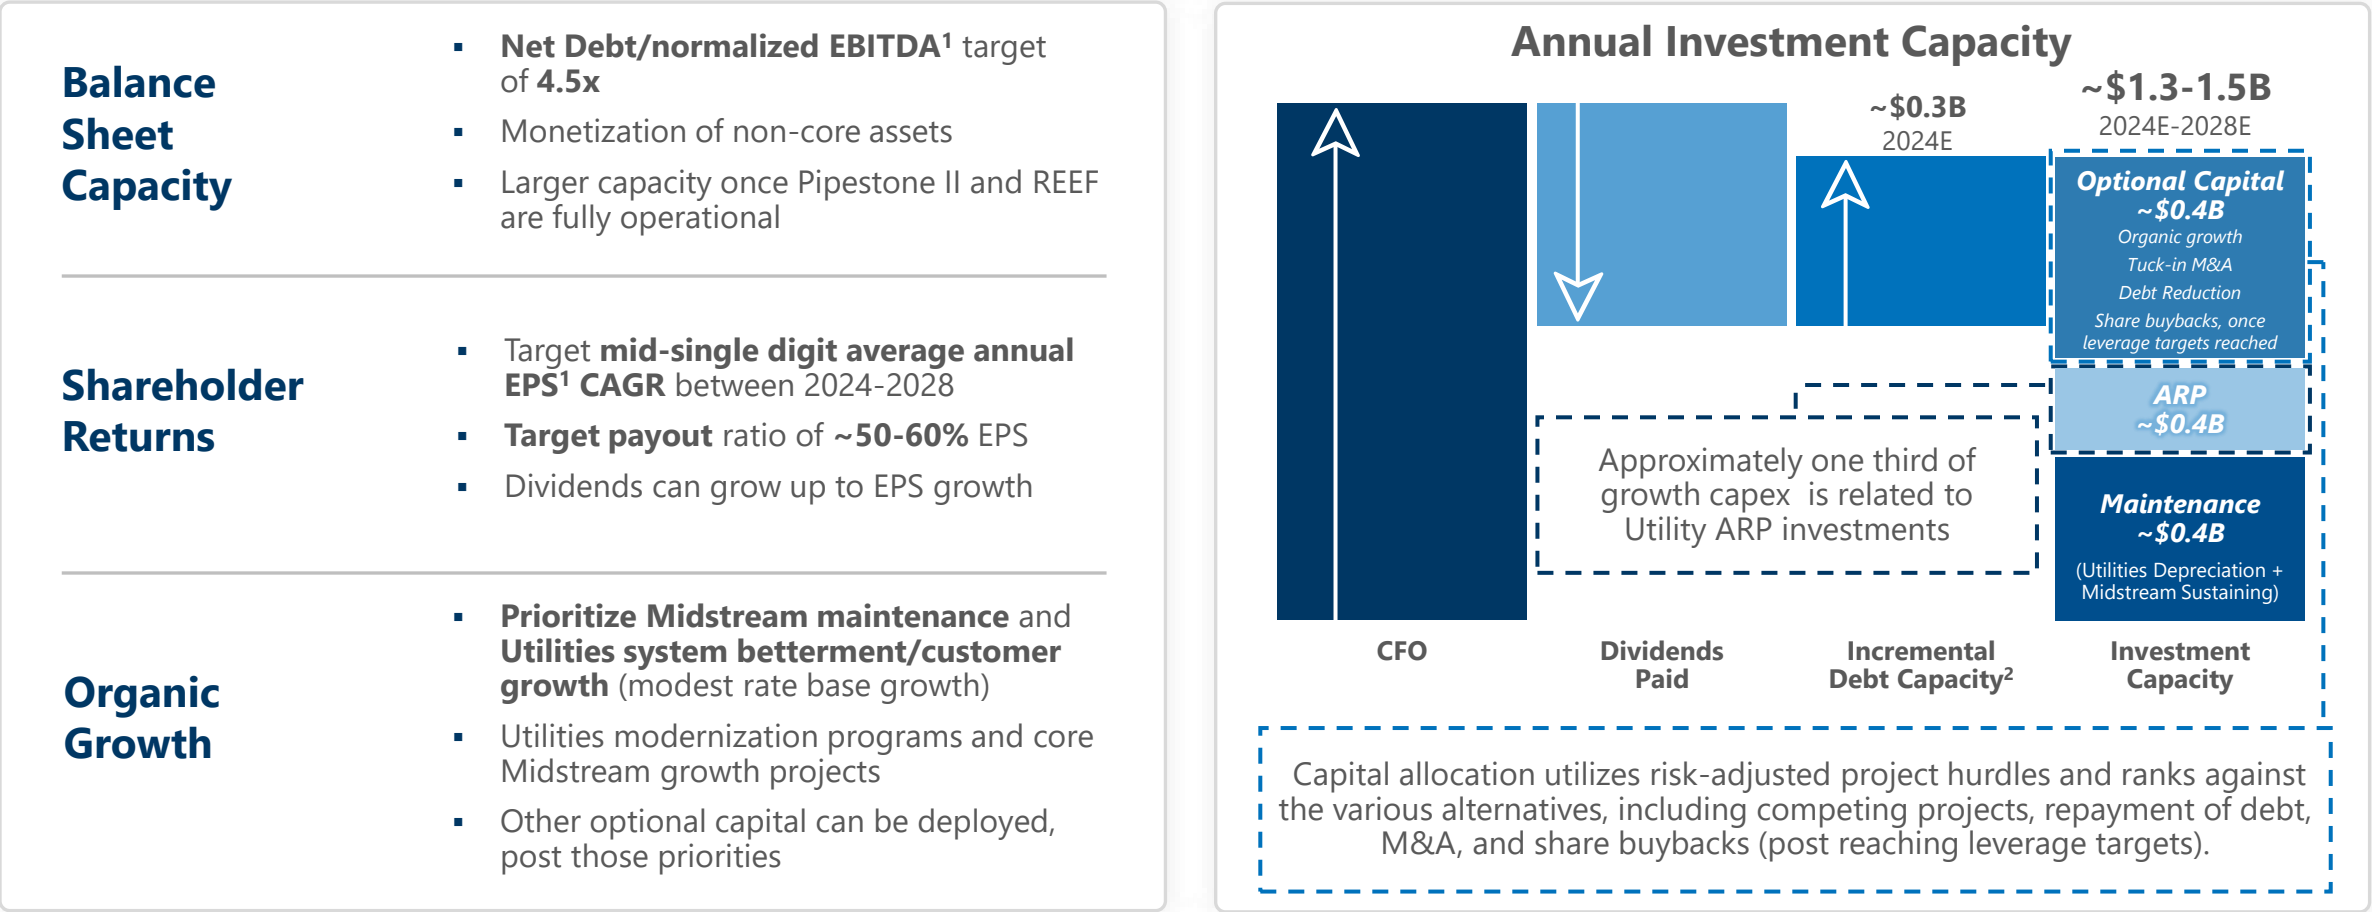 Balance
Sheet
Capacity
▪ Net Debt/normalized EBITDA¹ target
of 4.5x
▪ Monetization of non-core assets
▪ Larger capacity once Pipestone II and REEF
are fully operational
Shareholder
Returns
▪ Target mid-single digit average annual
EPS¹ CAGR between 2024-2028
▪ Target payout ratio of ~50-60% EPS
▪ Dividends can grow up to EPS growth
Organic
Growth
▪ Prioritize Midstream maintenance and
Utilities system betterment/customer
growth (modest rate base growth)
▪ Utilities modernization programs and core
Midstream growth projects
▪ Other optional capital can be deployed,
post those priorities
Annual Investment Capacity
~$0.3B
2024E
~$1.3-1.5B
2024E-2028E
Optional Capital
~$0.4B
Organic growth
Tuck-in M&A
Debt Reduction
Share buybacks, once
leverage targets reached
ARP
~$0.4B
Approximately one third of
growth capex is related to
Utility ARP investments
Maintenance
~$0.4B
(Utilities Depreciation +
Midstream Sustaining)
CFO
Dividends
Paid
Incremental
Debt Capacity²
Investment
Capacity
Capital allocation utilizes risk-adjusted project hurdles and ranks against
the various alternatives, including competing projects, repayment of debt,
M&A, and share buybacks (post reaching leverage targets).